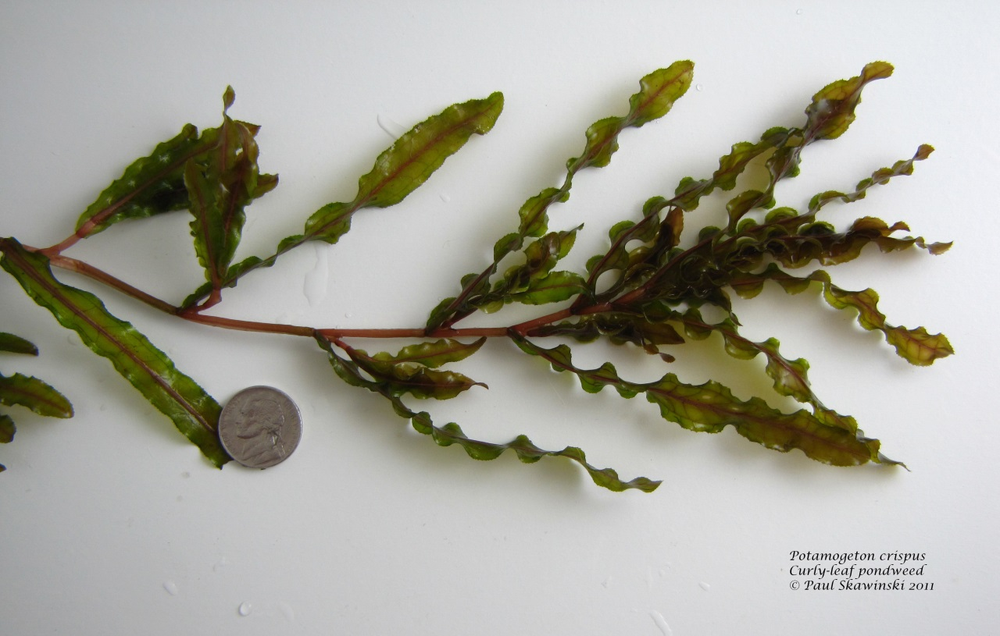 Potamogeton crispus
Curly-leaf pondweed
© Paul Skawinski 2011